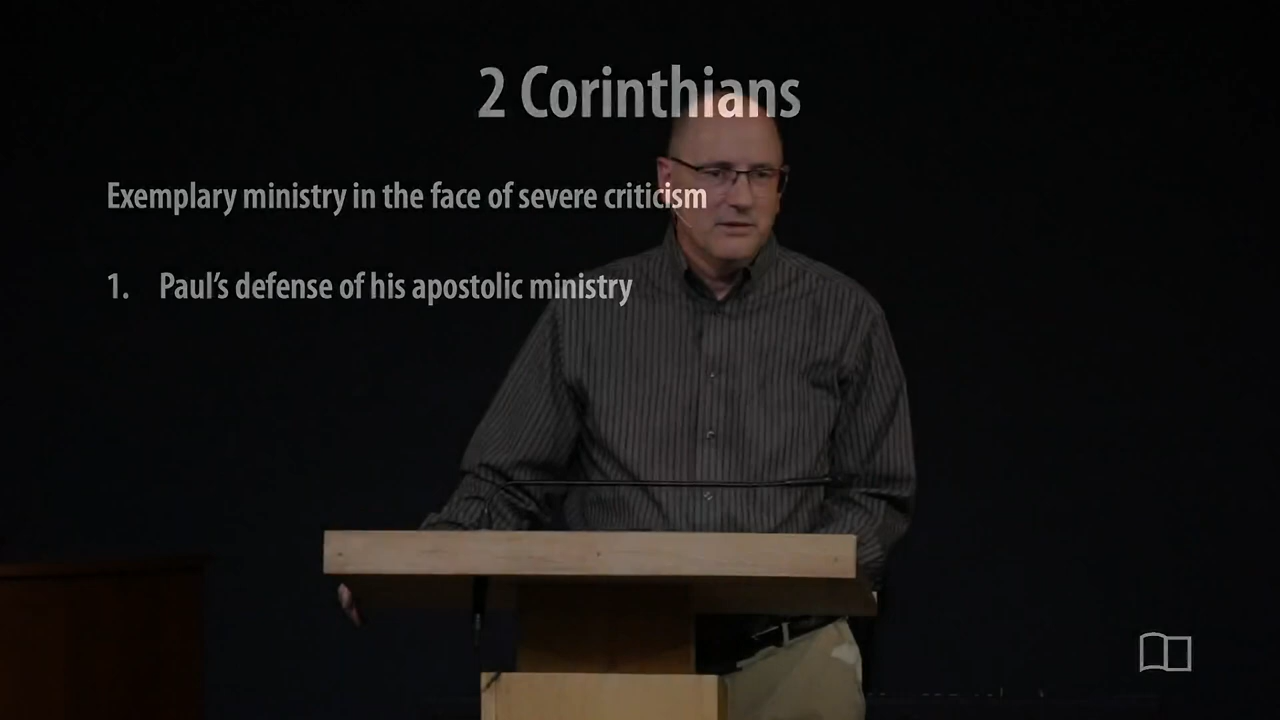 2 Corinthians
Exemplary ministry in the face of severe criticism
1. Paul’s defense of his apostolic ministry